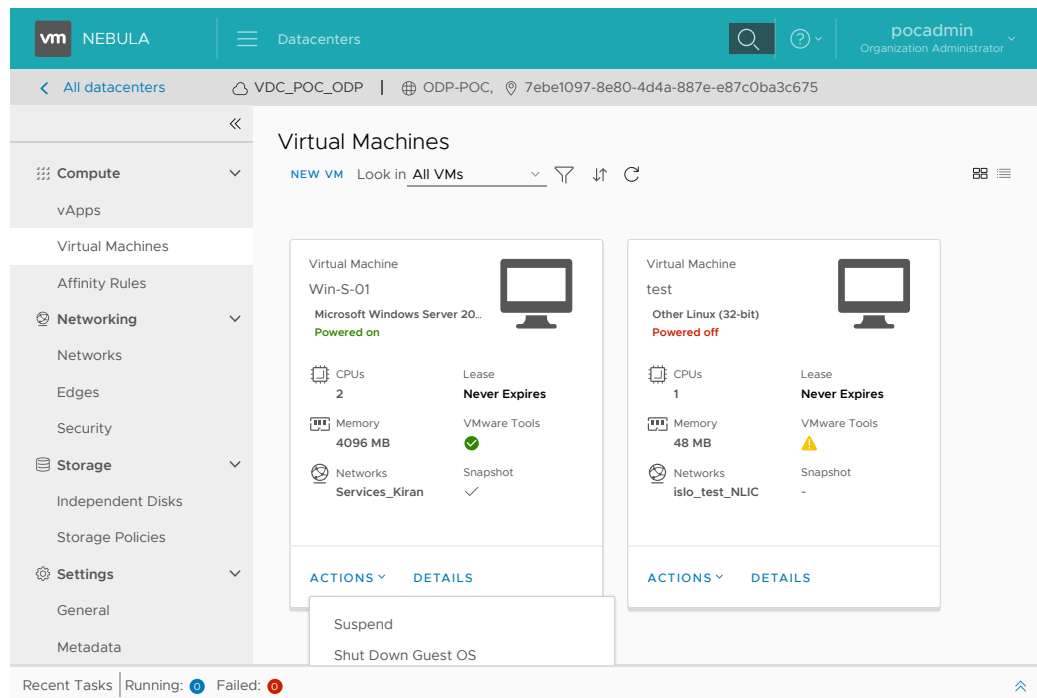 vm NEBULA Datacenters pocadmin
Organization Administrator
All datacenters VDC_POC_ODP | ODP-POC, 7ebe1097-8e80-4d4a-887e-e87c0ba3c675
Compute
vApps
Virtual Machines
Affinity Rules
Networking
Networks
Edges
Security
Storage
Independent Disks
Storage Policies
Settings
General
Metadata
Virtual Machines
NEW VM Look in All VMs
Virtual Machine
Win-S-01
Microsoft Windows Server 20...
Powered on
CPUs Lease
2 Never Expires
Memory VMware Tools
4096 MB
Networks Snapshot
Services_Kiran
ACTIONS DETAILS
Suspend
Shut Down Guest OS
Virtual Machine
test
Other Linux (32-bit)
Powered off
CPUs Lease
1 Never Expires
Memory VMware Tools
48 MB
Networks Snapshot
islo_test_NLIC -
ACTIONS DETAILS
Recent Tasks Running: 0 Failed: 0